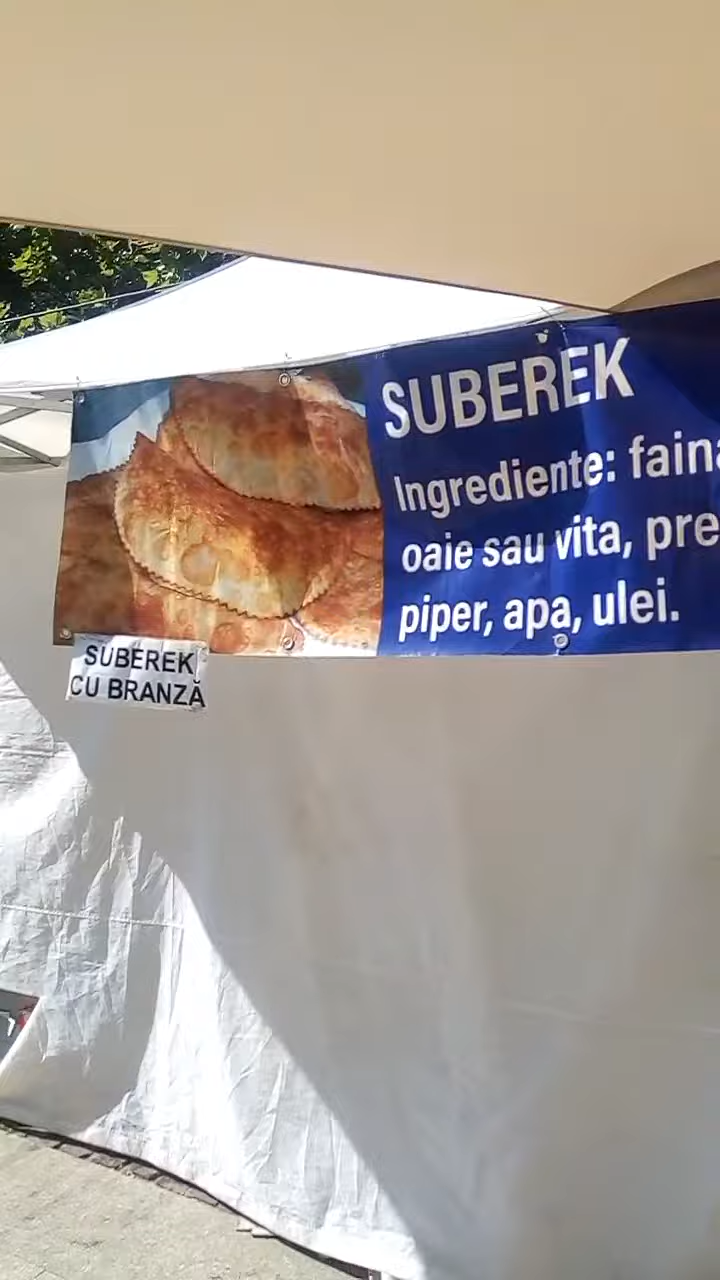 SUBEREK
Ingrediente: faina
oaie sau vita, pre
piper, apa, ulei.
SUBEREK
CU BRANZĂ